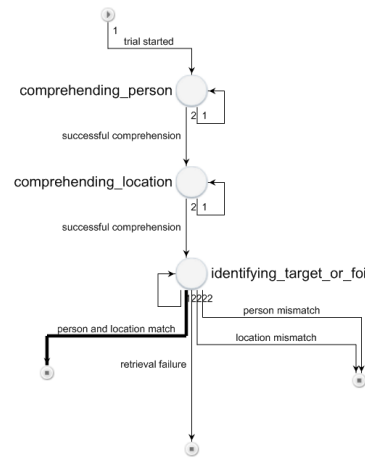 1
trial started
comprehending_person
2 1
successful comprehension
comprehending_location
2 1
successful comprehension
identifying_target_or_foi
12222
person mismatch
person and location match
location mismatch
retrieval failure